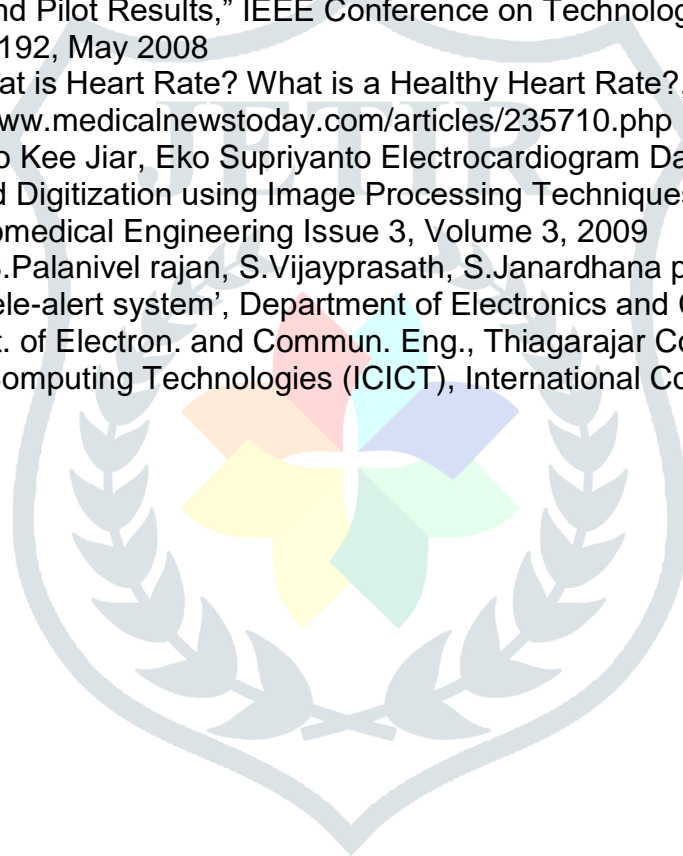 nd Pilot Results,” IEEE Conference on Technolog
192, May 2008
at is Heart Rate? What is a Healthy Heart Rate?,
ww.medicalnewstoday.com/articles/235710.php
o Kee Jiar, Eko Supriyanto Electrocardiogram Da
d Digitization using Image Processing Techniques
omedical Engineering Issue 3, Volume 3, 2009
.Palanivel rajan, S.Vijayprasath, S.Janardhana p
ele-alert system’, Department of Electronics and
t. of Electron. and Commun. Eng., Thiagarajar Co
omputing Technologies (ICICT), International Co
JETIR